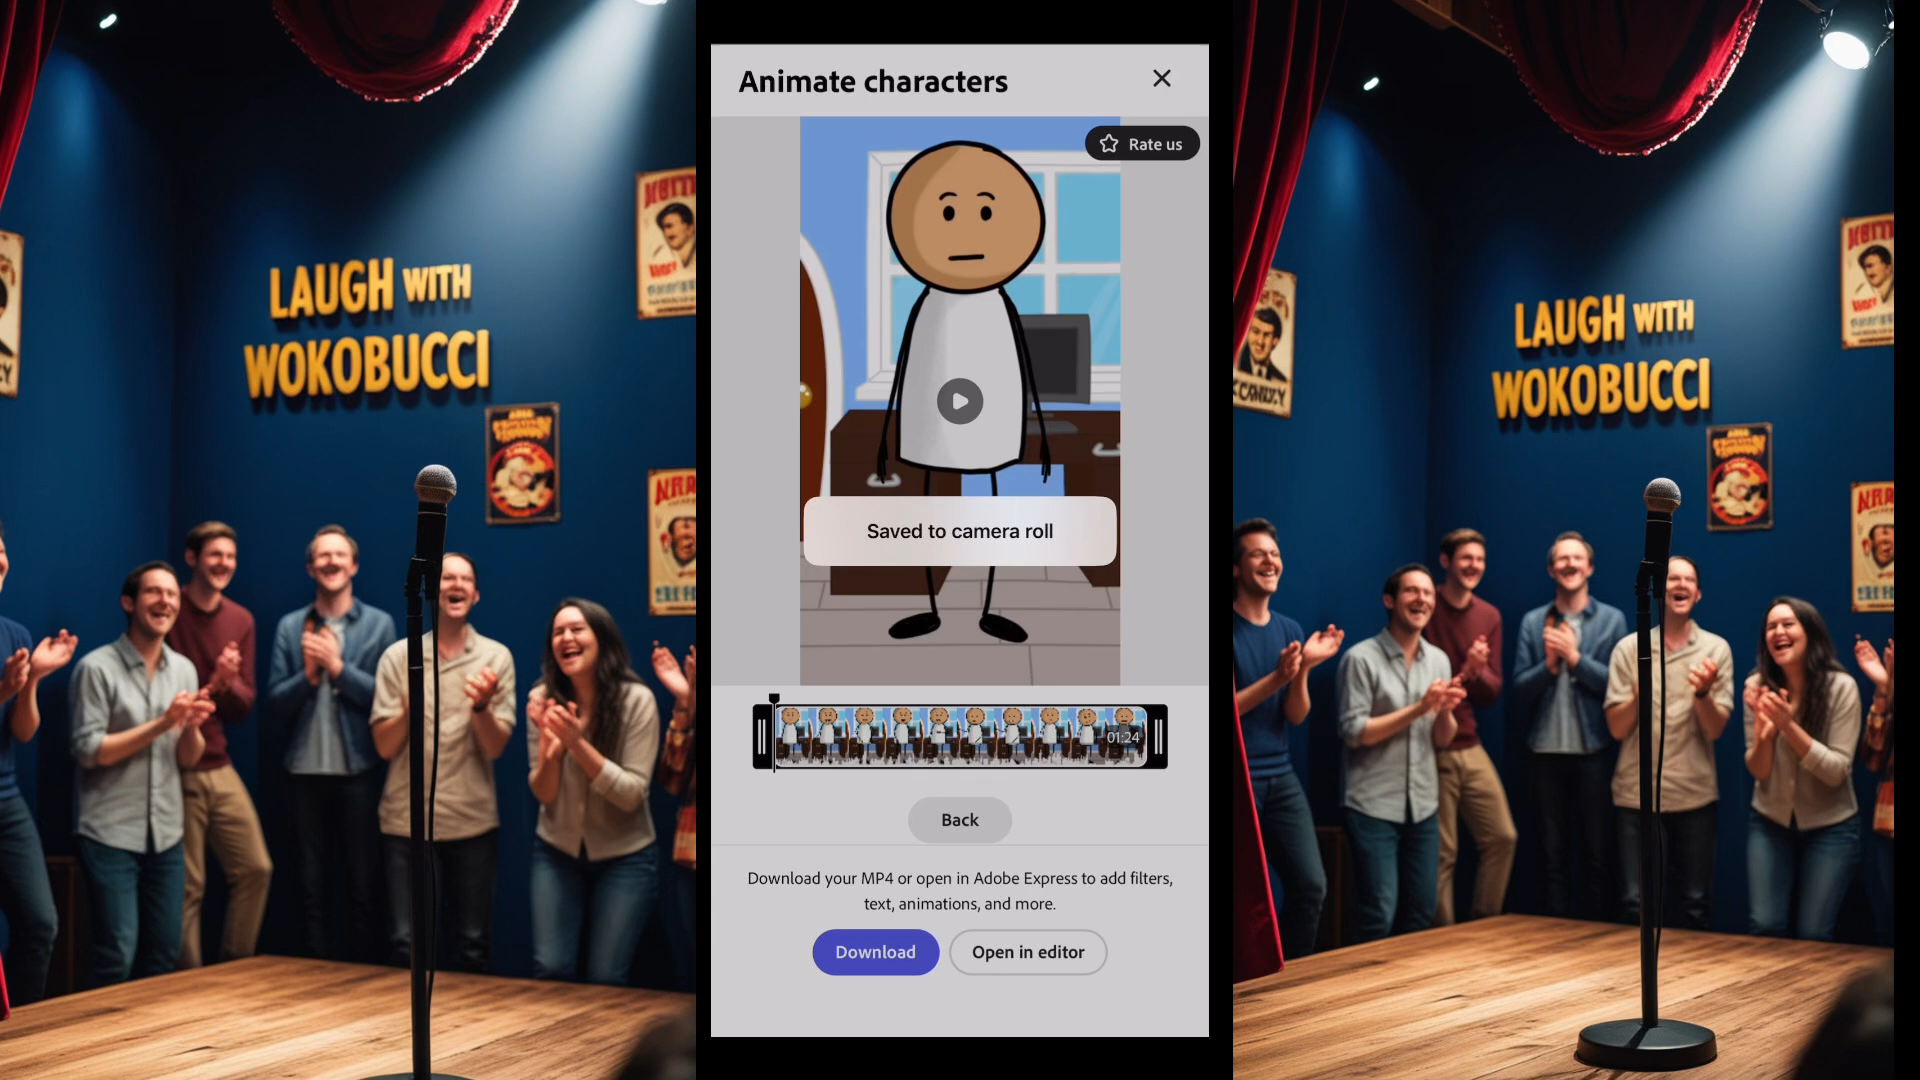 LAUGH WITH
WOKOBUCCI
Animate characters
Rate us
Saved to camera roll
01:24
Back
Download your MP4 or open in Adobe Express to add filters,
text, animations, and more.
Download
Open in editor
LAUGH WITH
WOKOBUCCI